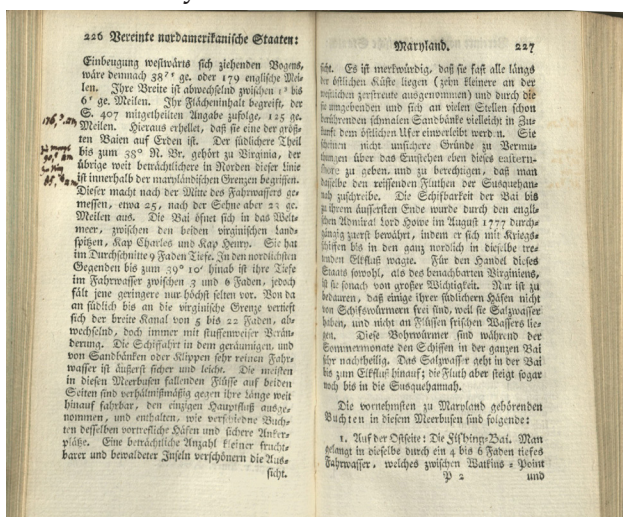 226 Vereinte nordamerikanische Staaten:
Einbeugung westwärts sich ziehenden Bogens,
wäre demnach 38 ge. oder 179 englische Mei-
len. Ihre Breite ist abwechselnd zwischen
6 ge. Meilen. Ihr Flächeninhalt begreift, der
S. 407 mitgetheilten Angabe zufolge, 125 ge.
Meilen. Hieraus erhellet, daß sie eine der größ-
ten Baien auf Erden ist. Der südlichere Theil
bis zum 38° N. Br. gehört zu Virginia, der
übrige weit beträchtlichere in Norden dieser Linie
ist innerhalb der maryländischen Grenzen begriffen.
Dieser macht nach der Mitte des Fahrwassers ge-
messen, etwa 25, nach der Sehne aber 23 ge.
Meilen aus. Die Bai öfnet sich in das Welt-
meer, zwischen den beiden virginischen Land-
spitzen, Kap Charles und Kap Henry. Sie hat
im Durchschnitte 9 Faden Tiefe. In den nordlichsten
Gegenden bis zum 39° 10' hinab ist ihre Tiefe
im Fahrwasser zwischen 3 und 6 Faden, jedoch
fält jene geringere nur höchst selten vor. Von da
an südlich bis an die virginische Grenze vertieft
sich der breite Kanal von 5 bis 22 Faden, ab-
wechselnd, doch immer mit stuffenweiser Verän-
derung. Die Schiffahrt in dem geräumigen, und
von Sandbänken oder Klippen sehr reinen Fahr-
wasser ist äußerst sicher und leicht. Die meisten
in diesen Meerbusen fallenden Flüsse auf beiden
Seiten sind verhältnißmäßig gegen ihre Länge weit
hinauf fahrbar, den einzigen Hauptfluß ausge-
nommen, und enthalten, wie verschiedne Buch-
ten desselben vortrefliche Häfen und sichere Anker-
plätze. Eine beträchtliche Anzahl kleiner frucht-
barer und bewaldeter Inseln verschönern die Aus-
sicht.
Maryland. 227
sicht. Es ist merkwürdig, daß sie fast alle längs
der östlichen Küste liegen (zehn kleinere an der
westlichen zerstreute ausgenommen) und durch die
sie umgebenden und sich an vielen Stellen schon
berührenden schmalen Sandbänke vielleicht in Zu-
kunft dem östlichen Ufer einverleibt werden. Sie
scheinen nicht unsichere Gründe zu Vermu-
thungen über das Entstehen eben dieses
zu geben, und zu berechtigen, daß man
dasselbe den reissenden Fluthen der Susquehan-
nah zuschreibe. Die Schifbarkeit der Bai bis
zu ihrem äussersten Ende wurde durch den engli-
schen Admiral Lord Howe im August 1777 durch-
gängig zuerst bewährt, indem er sich mit Kriegs-
schiffen bis in den ganz nordlich in dieselbe tre-
tenden Elkfluß wagte. Für den Handel dieses
Staats sowohl, als des benachbarten Virginiens,
ist sie sonach von großer Wichtigkeit. Nur ist zu
bedauren, daß einige ihrer südlichern Häfen nicht
von Schifswürmern frei sind, weil sie Salzwasser
haben, und nicht an Flüssen frischen Wassers lie-
gen. Diese Bohrwürmer sind während der
Sommermonate den Schiffen in der ganzen Bai
sehr nachtheilig. Das Salzwasser geht in der Bai
bis zum Elkfluß hinauf; die Fluth aber steigt sogar
noch bis in die Susquehannah.
Die vornehmsten zu Maryland gehörenden
Buchten in diesem Meerbusen sind folgende:
1. Auf der Ostseite: Die Fishing-Bai. Man
gelangt in dieselbe durch ein 4 bis 6 Faden tiefes
Fahrwasser, welches zwischen Watkins-Point
P 2 und